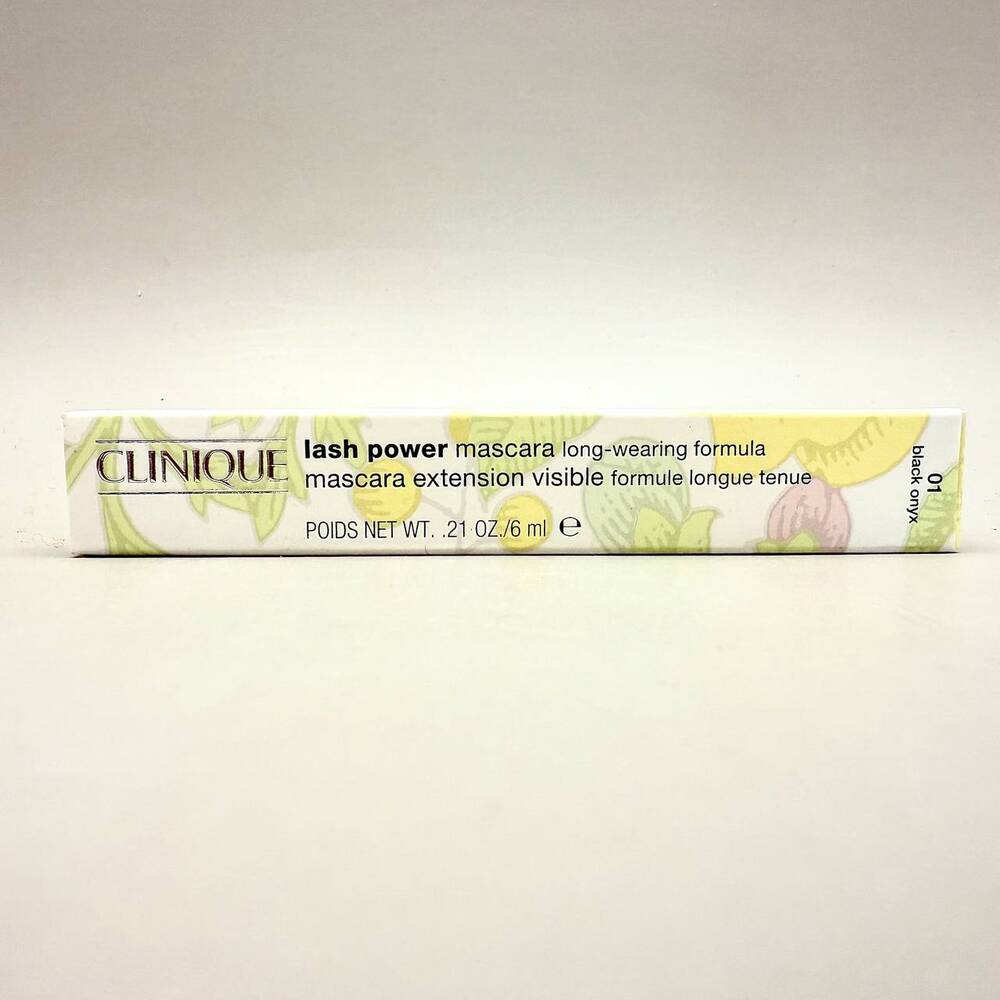 CLINIQUE
lash power mascara long-wearing formula
mascara extension visible formule longue tenue
POIDS NET WT. .21 OZ./6 ml ℮
01
black onyx